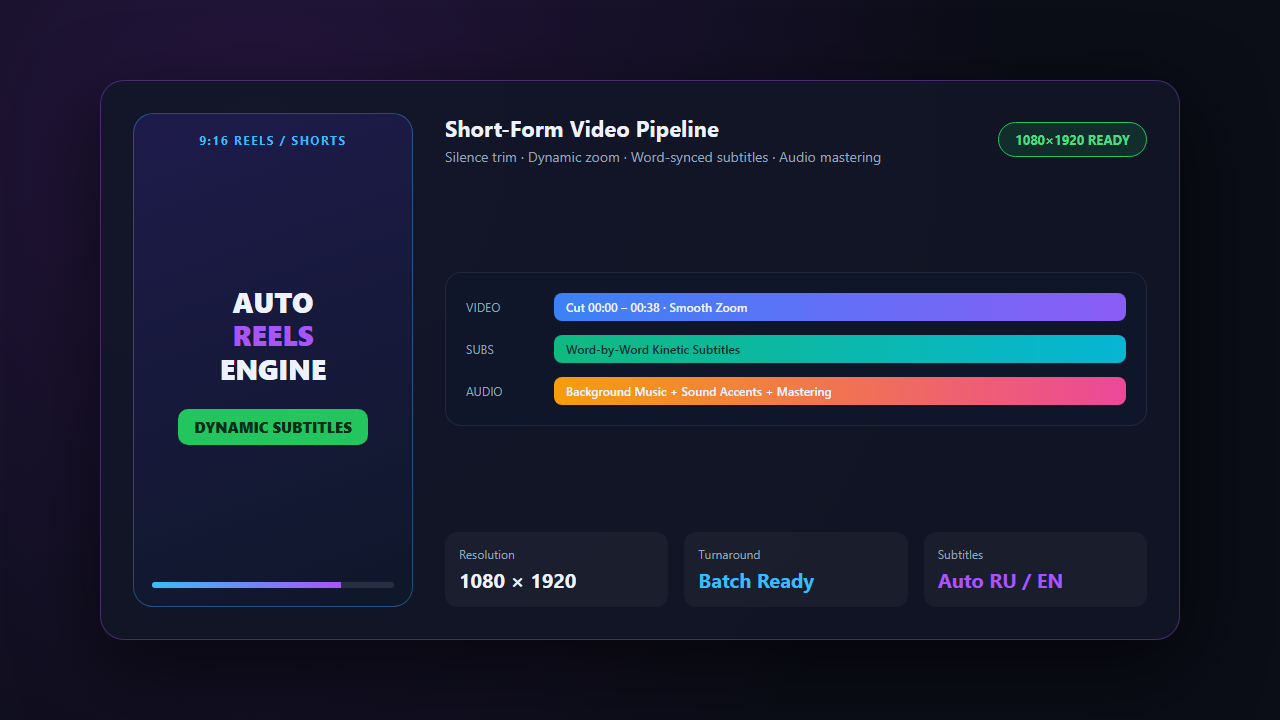 9:16 REELS / SHORTS
AUTO
REELS
ENGINE
DYNAMIC SUBTITLES
Short-Form Video Pipeline
Silence trim · Dynamic zoom · Word-synced subtitles · Audio mastering
1080×1920 READY
VIDEO
Cut 00:00 – 00:38 · Smooth Zoom
SUBS
Word-by-Word Kinetic Subtitles
AUDIO
Background Music + Sound Accents + Mastering
Resolution
1080 × 1920
Turnaround
Batch Ready
Subtitles
Auto RU / EN